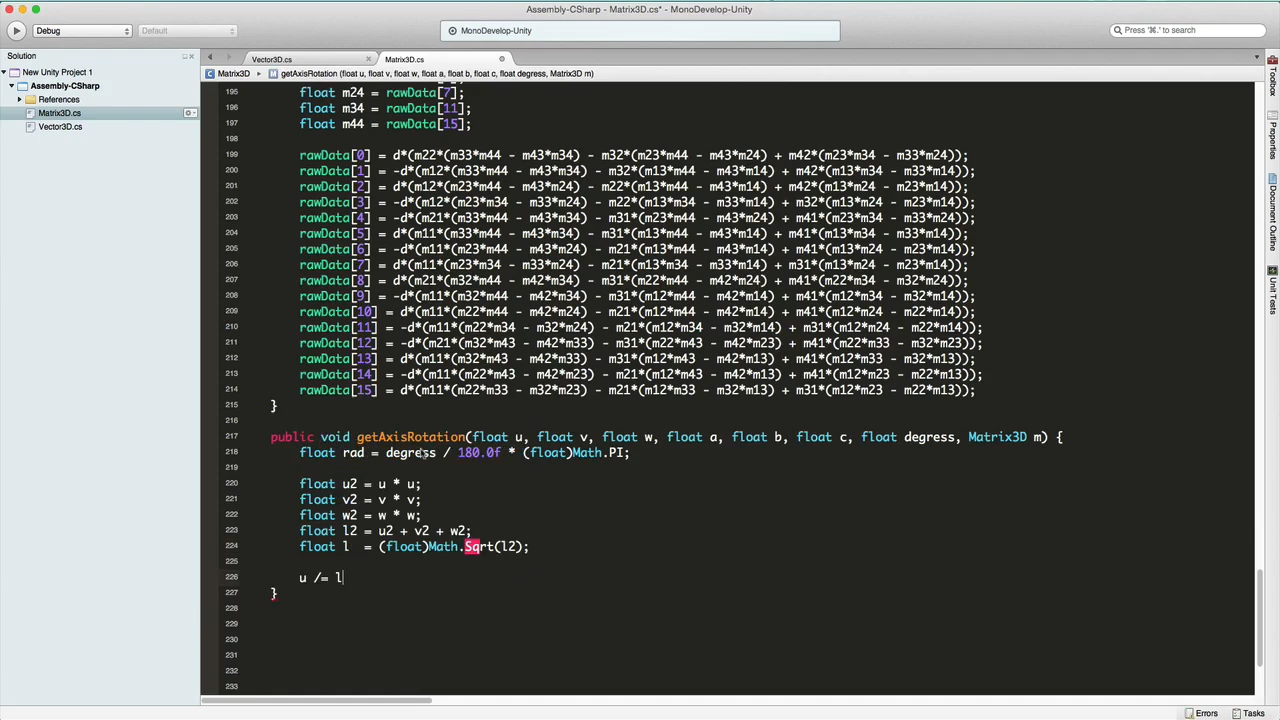 Assembly-CSharp - Matrix3D.cs* - MonoDevelop-Unity
Debug
Default
MonoDevelop-Unity
Press '⌘.' to search
Solution
New Unity Project 1
Assembly-CSharp
References
Matrix3D.cs
Vector3D.cs
Vector3D.cs
Matrix3D.cs
Matrix3D
getAxisRotation (float u, float v, float w, float a, float b, float c, float degress, Matrix3D m)
195 float m24 = rawData[7];
196 float m34 = rawData[11];
197 float m44 = rawData[15];
198
199 rawData[0] = d*(m22*(m33*m44 - m43*m34) - m32*(m23*m44 - m43*m24) + m42*(m23*m34 - m33*m24));
200 rawData[1] = -d*(m12*(m33*m44 - m43*m34) - m32*(m13*m44 - m43*m14) + m42*(m13*m34 - m33*m14));
201 rawData[2] = d*(m12*(m23*m44 - m43*m24) - m22*(m13*m44 - m43*m14) + m42*(m13*m24 - m23*m14));
202 rawData[3] = -d*(m12*(m23*m34 - m33*m24) - m22*(m13*m34 - m33*m14) + m32*(m13*m24 - m23*m14));
203 rawData[4] = -d*(m21*(m33*m44 - m43*m34) - m31*(m23*m44 - m43*m24) + m41*(m23*m34 - m33*m24));
204 rawData[5] = d*(m11*(m33*m44 - m43*m34) - m31*(m13*m44 - m43*m14) + m41*(m13*m34 - m33*m14));
205 rawData[6] = -d*(m11*(m23*m44 - m43*m24) - m21*(m13*m44 - m43*m14) + m41*(m13*m24 - m23*m14));
206 rawData[7] = d*(m11*(m23*m34 - m33*m24) - m21*(m13*m34 - m33*m14) + m31*(m13*m24 - m23*m14));
207 rawData[8] = d*(m21*(m32*m44 - m42*m34) - m31*(m22*m44 - m42*m24) + m41*(m22*m34 - m32*m24));
208 rawData[9] = -d*(m11*(m32*m44 - m42*m34) - m31*(m12*m44 - m42*m14) + m41*(m12*m34 - m32*m14));
209 rawData[10] = d*(m11*(m22*m44 - m42*m24) - m21*(m12*m44 - m42*m14) + m41*(m12*m24 - m22*m14));
210 rawData[11] = -d*(m11*(m22*m34 - m32*m24) - m21*(m12*m34 - m32*m14) + m31*(m12*m24 - m22*m14));
211 rawData[12] = -d*(m21*(m32*m43 - m42*m33) - m31*(m22*m43 - m42*m23) + m41*(m22*m33 - m32*m23));
212 rawData[13] = d*(m11*(m32*m43 - m42*m33) - m31*(m12*m43 - m42*m13) + m41*(m12*m33 - m32*m13));
213 rawData[14] = -d*(m11*(m22*m43 - m42*m23) - m21*(m12*m43 - m42*m13) + m41*(m12*m23 - m22*m13));
214 rawData[15] = d*(m11*(m22*m33 - m32*m23) - m21*(m12*m33 - m32*m13) + m31*(m12*m23 - m22*m13));
215 }
216
217 public void getAxisRotation(float u, float v, float w, float a, float b, float c, float degress, Matrix3D m) {
218 float rad = degress / 180.0f * (float)Math.PI;
219
220 float u2 = u * u;
221 float v2 = v * v;
222 float w2 = w * w;
223 float l2 = u2 + v2 + w2;
224 float l = (float)Math.Sqrt(l2);
225
226 u /= l
227 }
228
229
230
231
232
233
Toolbox
Properties
Document Outline
Unit Tests
Errors
Tasks